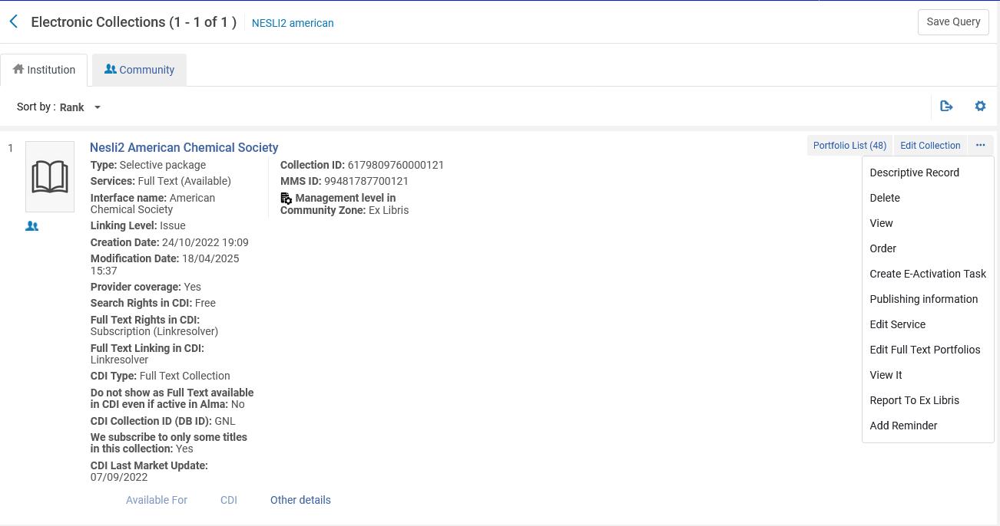 Electronic Collections (1 - 1 of 1 ) NESLI2 american Save Query
Institution Community
Sort by : Rank
1 Nesli2 American Chemical Society Portfolio List (48) Edit Collection ...
Type: Selective package
Services: Full Text (Available)
Interface name: American
Chemical Society
Linking Level: Issue
Creation Date: 24/10/2022 19:09
Modification Date: 18/04/2025
15:37
Provider coverage: Yes
Search Rights in CDI: Free
Full Text Rights in CDI:
Subscription (Linkresolver)
Full Text Linking in CDI:
Linkresolver
CDI Type: Full Text Collection
Do not show as Full Text available
in CDI even if active in Alma: No
CDI Collection ID (DB ID): GNL
We subscribe to only some titles
in this collection: Yes
CDI Last Market Update:
07/09/2022
Collection ID: 6179809760000121
MMS ID: 99481787700121
Management level in
Community Zone: Ex Libris
Descriptive Record
Delete
View
Order
Create E-Activation Task
Publishing information
Edit Service
Edit Full Text Portfolios
View It
Report To Ex Libris
Add Reminder
Available For CDI Other details